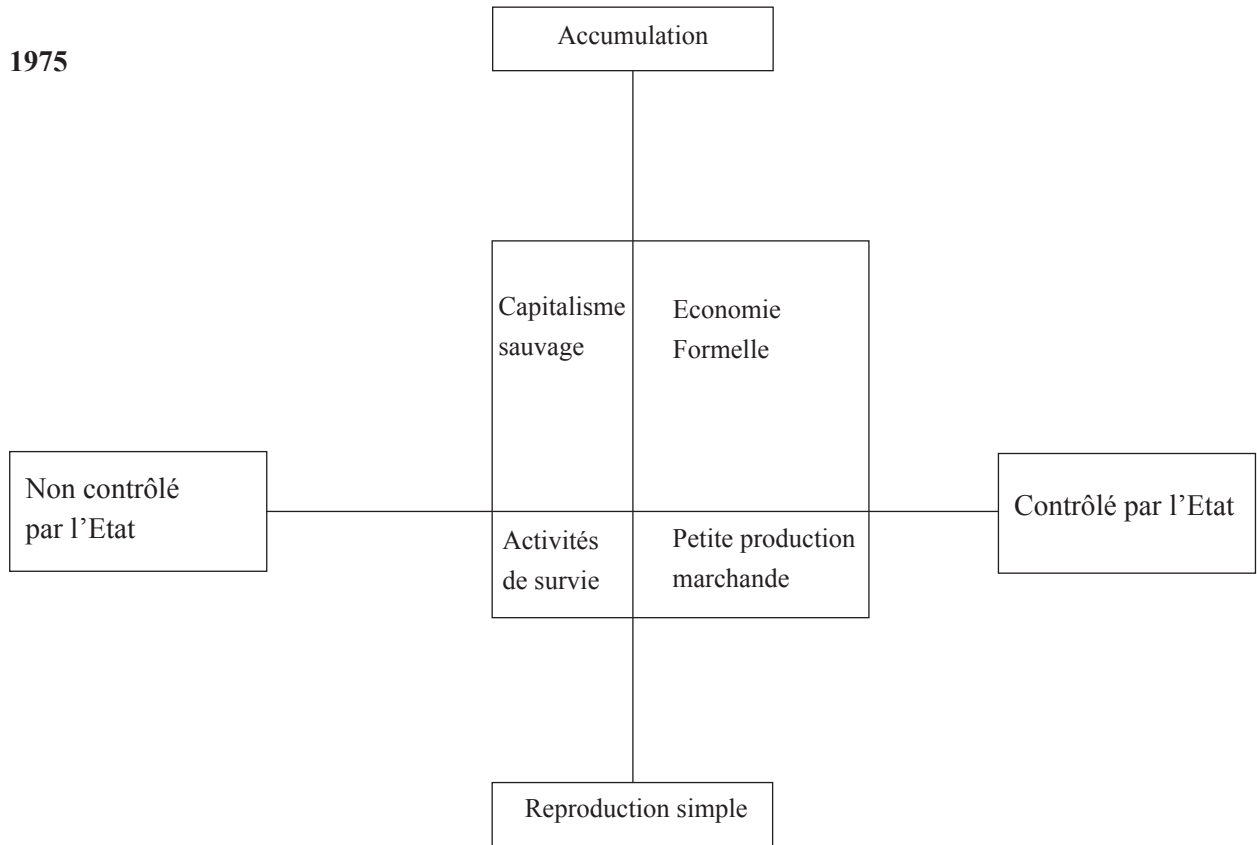 Accumulation
1975
Capitalisme
sauvage
Economie
Formelle
Non contrôlé
par l’Etat
Contrôlé par l’Etat
Activités
de survie
Petite production
marchande
Reproduction simple